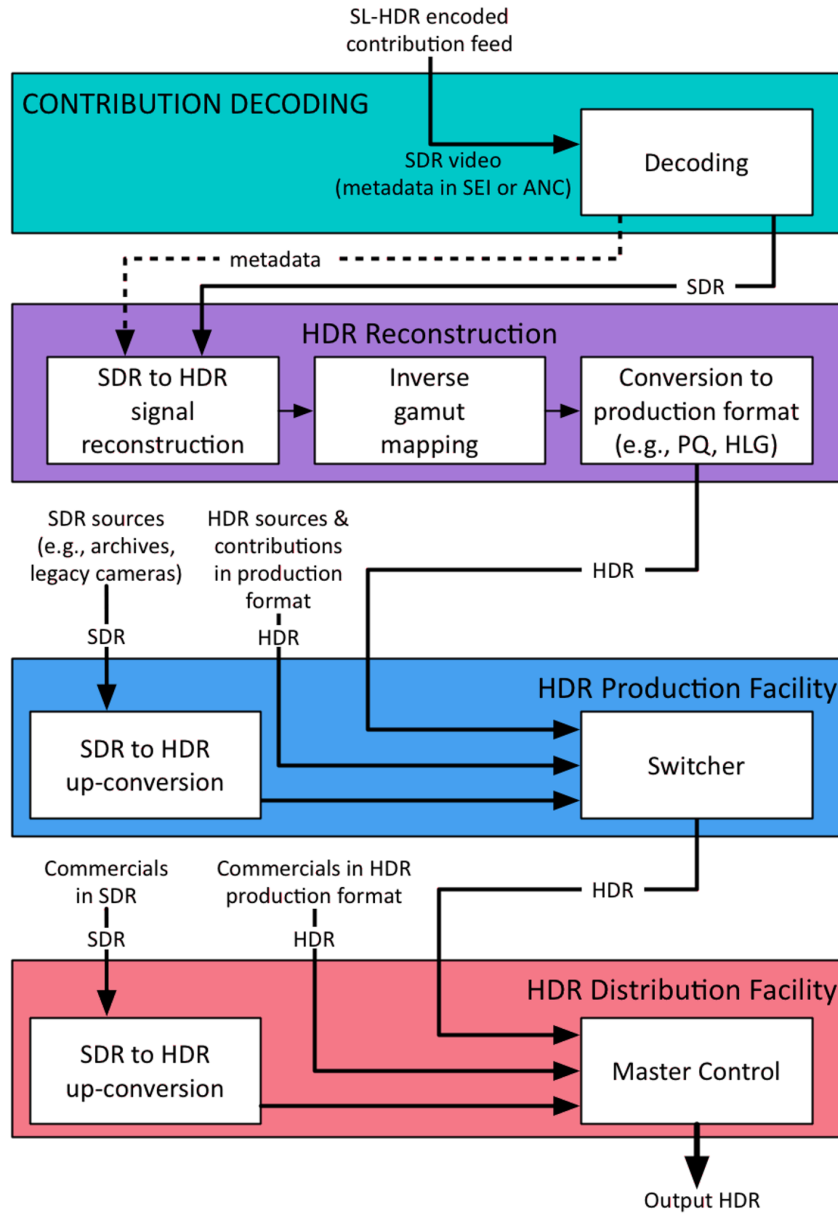 SL-HDR encoded
contribution feed
CONTRIBUTION DECODING
SDR video
(metadata in SEI or ANC)
Decoding
metadata
SDR
HDR Reconstruction
SDR to HDR
signal
reconstruction
Inverse
gamut
mapping
Conversion to
production format
(e.g., PQ, HLG)
SDR sources
(e.g., archives,
legacy cameras)
SDR
HDR sources &
contributions
in production
format
HDR
HDR
HDR Production Facility
SDR to HDR
up-conversion
Switcher
Commercials
in SDR
SDR
Commercials in HDR
production format
HDR
HDR
HDR Distribution Facility
SDR to HDR
up-conversion
Master Control
Output HDR